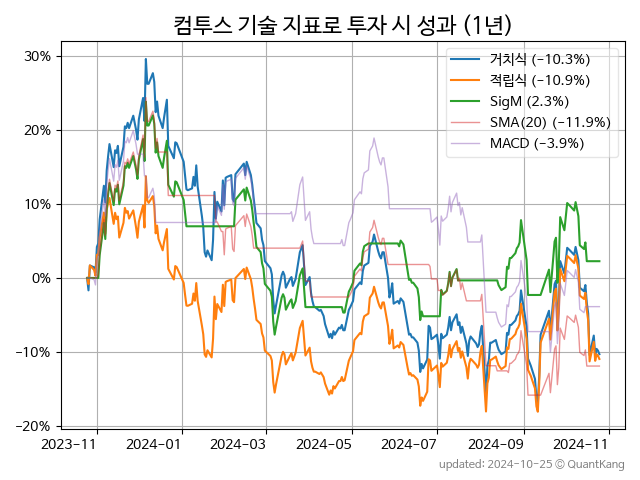 컴투스 기술 지표로 투자 시 성과 (1년)
거치식 (−10.3%)
적립식 (−10.9%)
SigM (2.3%)
SMA(20) (−11.9%)
MACD (−3.9%)
30%
20%
10%
0%
−10%
−20%
2023-11 2024-01 2024-03 2024-05 2024-07 2024-09 2024-11
updated: 2024-10-25 © QuantKang